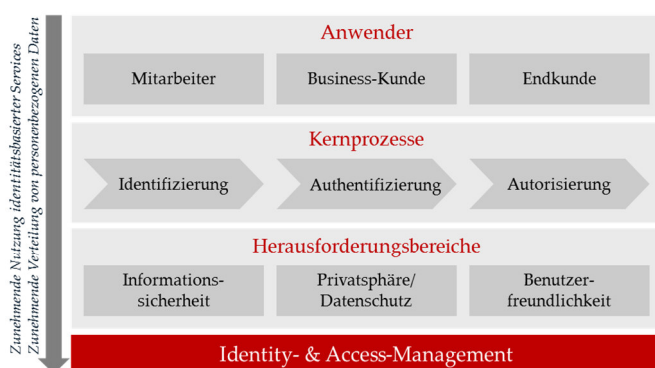 Zunehmende Nutzung identitätsbasierter Services
Zunehmende Verteilung von personenbezogenen Daten
Anwender
Mitarbeiter
Business-Kunde
Endkunde
Kernprozesse
Identifizierung
Authentifizierung
Autorisierung
Herausforderungsbereiche
Informations-
sicherheit
Privatsphäre/
Datenschutz
Benutzer-
freundlichkeit
Identity- & Access-Management